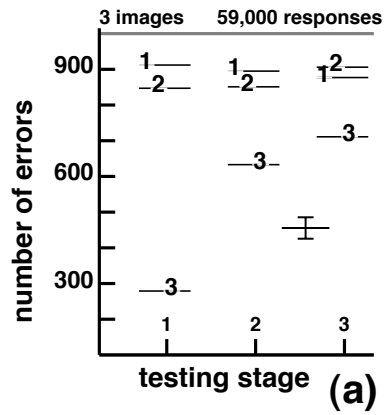 3 images 59,000 responses
number of errors
900
600
300
1
2
3
1
2
3
2
1
3
1 2 3
testing stage
(a)